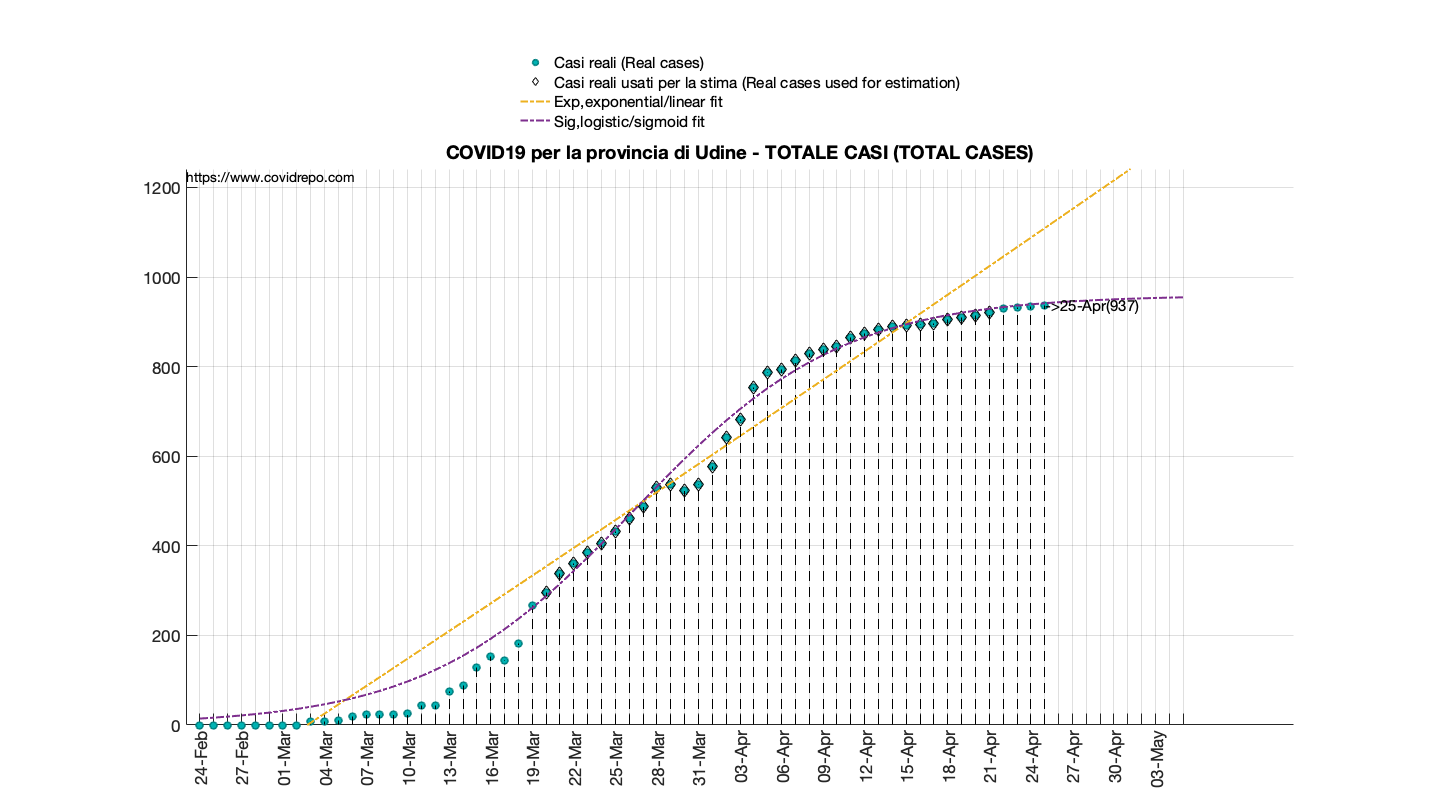 Casi reali (Real cases)
Casi reali usati per la stima (Real cases used for estimation)
Exp,exponential/linear fit
Sig,logistic/sigmoid fit
COVID19 per la provincia di Udine - TOTALE CASI (TOTAL CASES)
https://www.covidrepo.com
1200
1000
800
600
400
200
0
->25-Apr(937)
24-Feb
27-Feb
01-Mar
04-Mar
07-Mar
10-Mar
13-Mar
16-Mar
19-Mar
22-Mar
25-Mar
28-Mar
31-Mar
03-Apr
06-Apr
09-Apr
12-Apr
15-Apr
18-Apr
21-Apr
24-Apr
27-Apr
30-Apr
03-May